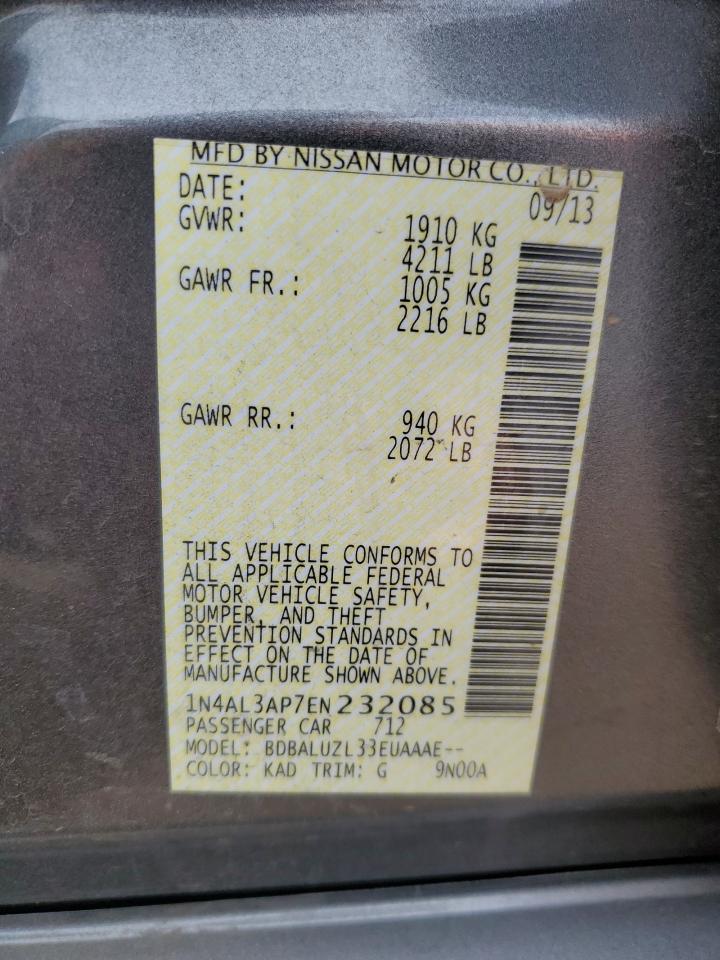 MFD BY NISSAN MOTOR CO., LTD.
DATE: 09/13
GVWR: 1910 KG
4211 LB
GAWR FR.: 1005 KG
2216 LB
GAWR RR.: 940 KG
2072 LB
THIS VEHICLE CONFORMS TO
ALL APPLICABLE FEDERAL
MOTOR VEHICLE SAFETY,
BUMPER, AND THEFT
PREVENTION STANDARDS IN
EFFECT ON THE DATE OF
MANUFACTURE SHOWN ABOVE.
1N4AL3AP7EN232085
PASSENGER CAR 712
MODEL: BDBALUZL33EUAAAE--
COLOR: KAD TRIM: G 9N00A